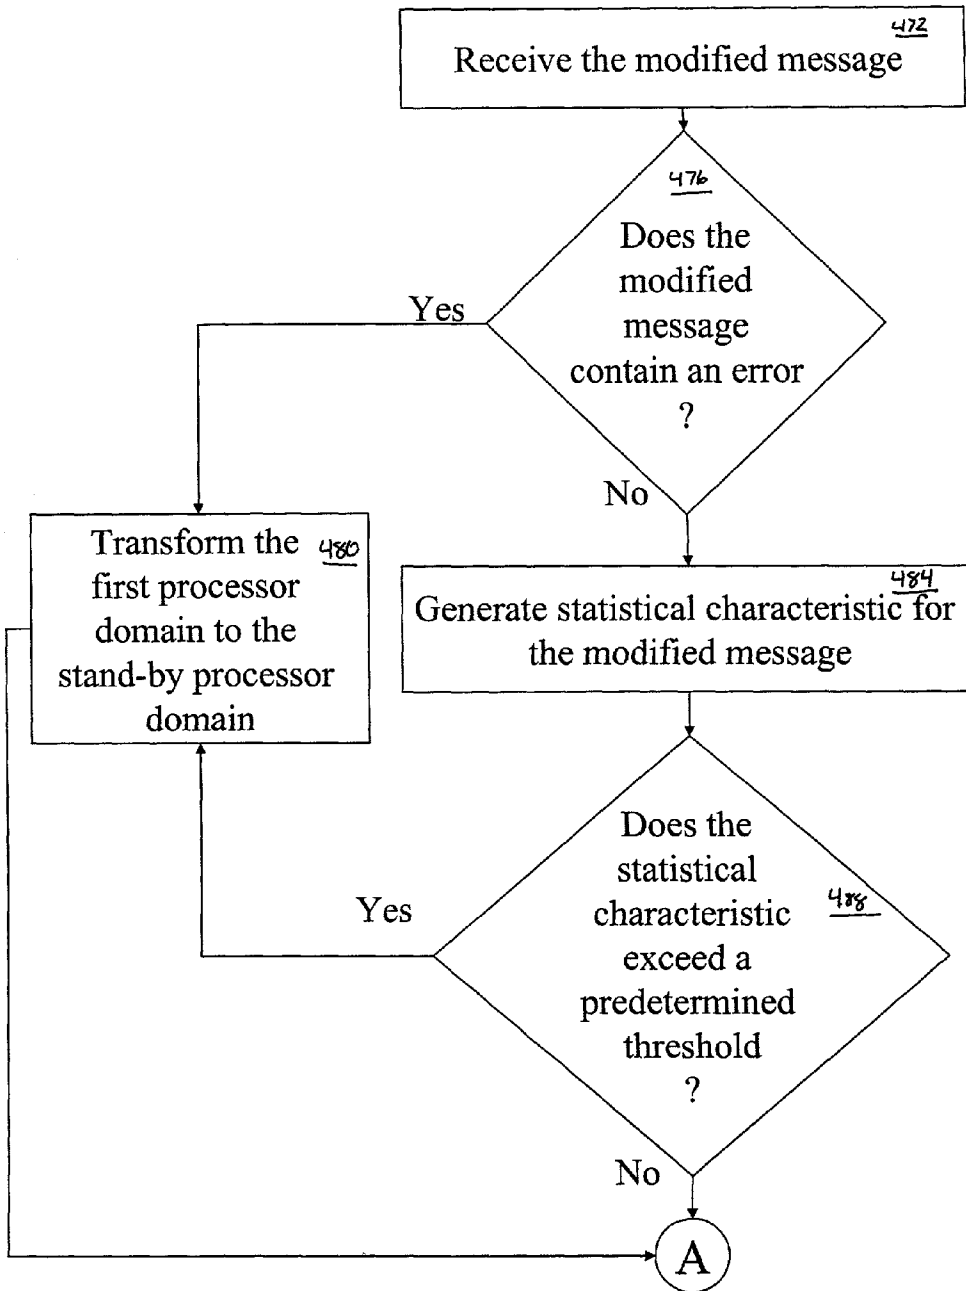 472
Receive the modified message
476
Does the
modified
message
contain an error
?
Yes
No
Transform the
first processor
domain to the
stand-by processor
domain
480
484
Generate statistical characteristic for
the modified message
Does the
statistical
characteristic
exceed a
predetermined
threshold
?
488
Yes
No
A